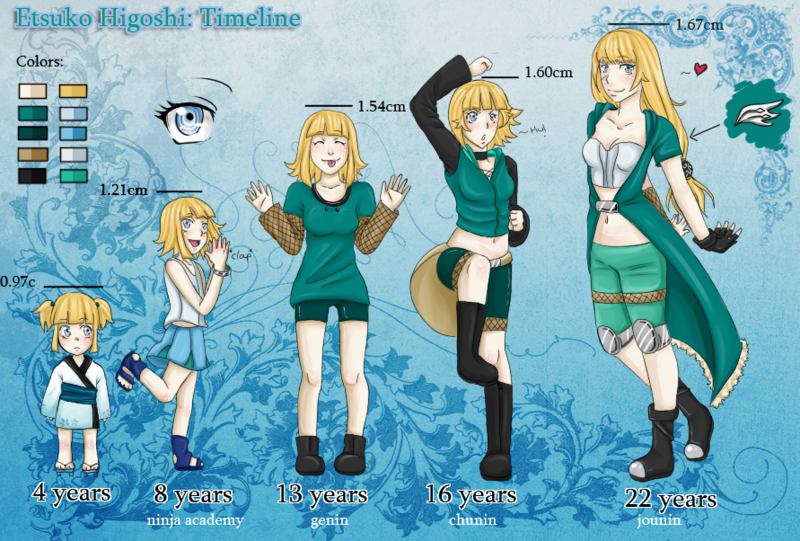 Etsuko Higoshi: Timeline
Colors:
1.67cm
1.60cm
1.54cm
~ Hu!
1.21cm
clap
0.97c
4 years
8 years
13 years
16 years
22 years
ninja academy
genin
chunin
jounin